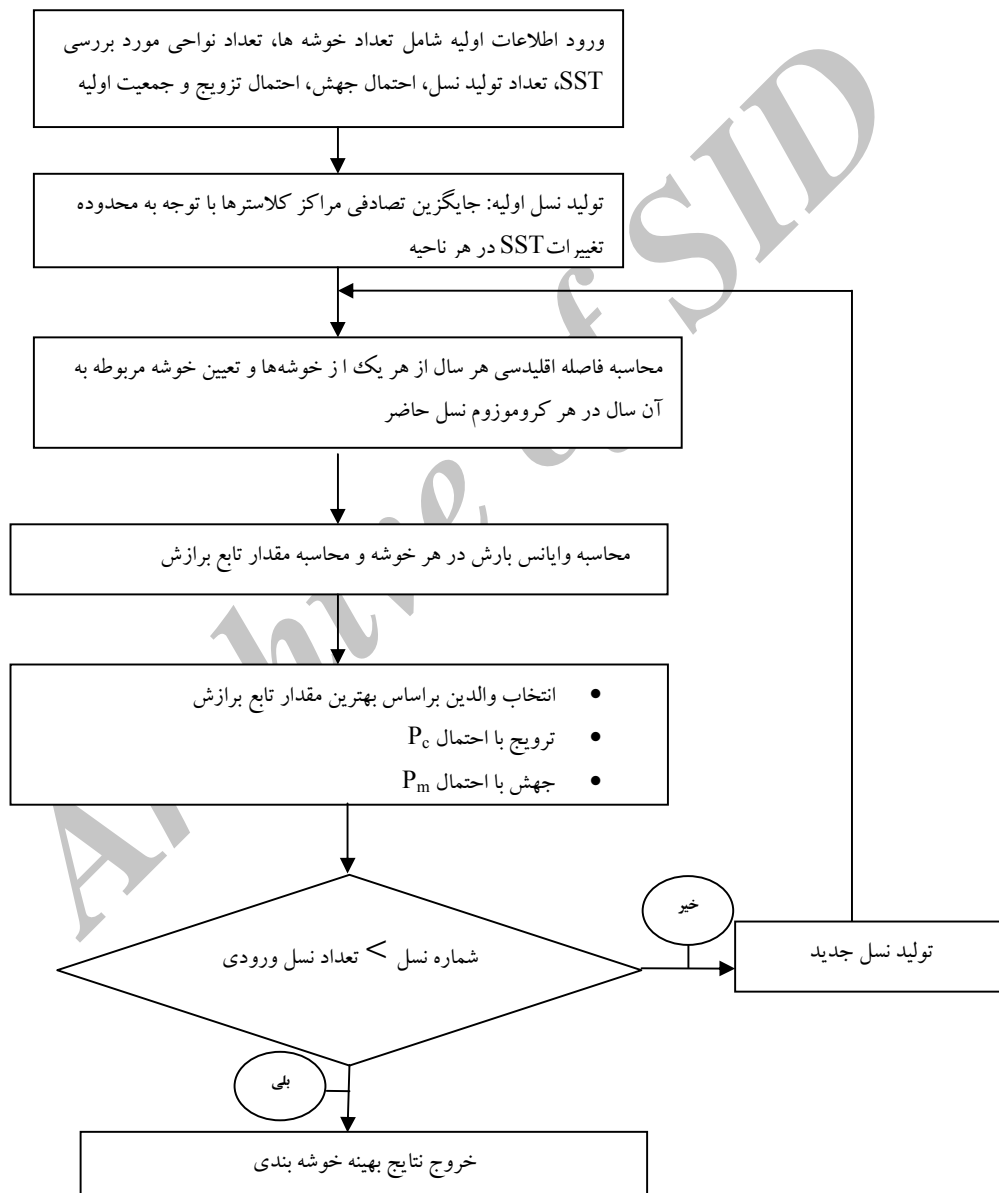 ورود اطلاعات اولیه شامل تعداد خوشه ها، تعداد نواحی مورد بررسی
SST، تعداد تولید نسل، احتمال جهش، احتمال تزویج و جمعیت اولیه
تولید نسل اولیه: جایگزین تصادفی مراکز کلاسترها با توجه به محدوده
تغییرات SST در هر ناحیه
محاسبه فاصله اقلیدسی هر سال از هر یک ا ز خوشه‌ها و تعیین خوشه مربوطه به
آن سال در هر کروموزوم نسل حاضر
محاسبه وایانس بارش در هر خوشه و محاسبه مقدار تابع برازش
• انتخاب والدین براساس بهترین مقدار تابع برازش
• ترویج با احتمال Pc
• جهش با احتمال Pm
شماره نسل > تعداد نسل ورودی
خیر
تولید نسل جدید
بلی
خروج نتایج بهینه خوشه بندی
Archive of SID